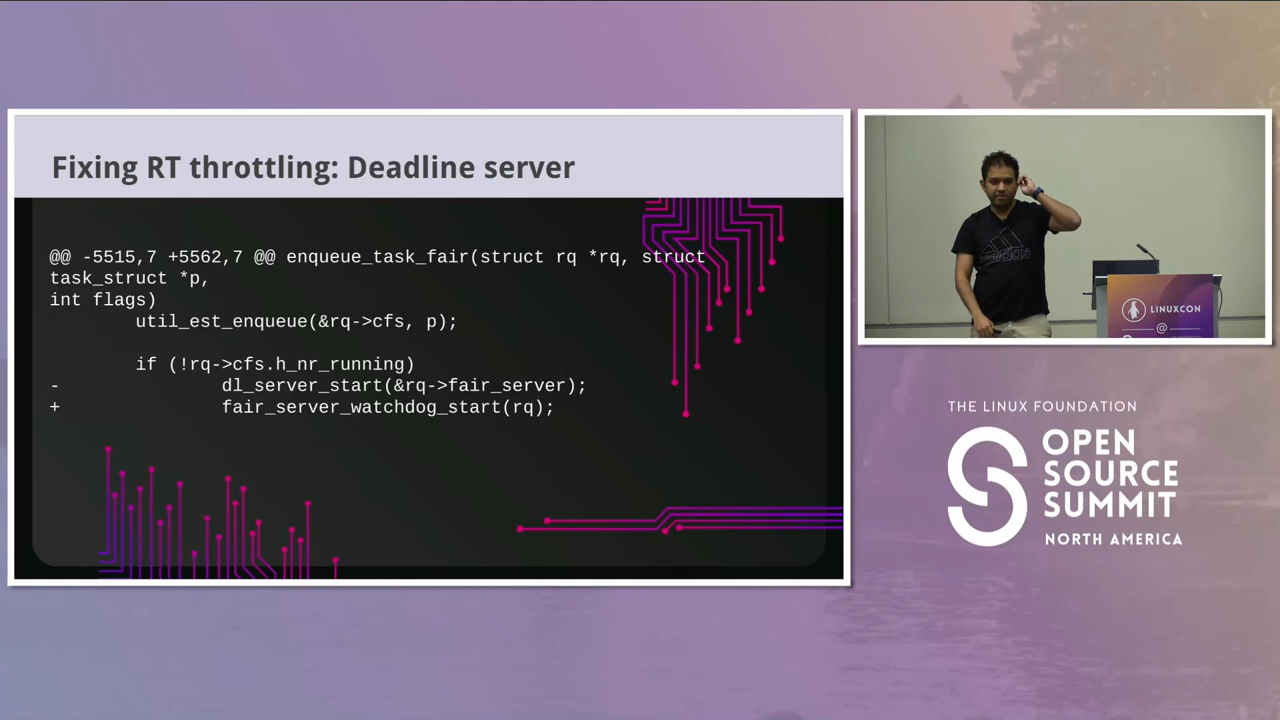 Fixing RT throttling: Deadline server
@@ -5515,7 +5562,7 @@ enqueue_task_fair(struct rq *rq, struct
task_struct *p,
int flags)
util_est_enqueue(&rq->cfs, p);
if (!rq->cfs.h_nr_running)
- dl_server_start(&rq->fair_server);
+ fair_server_watchdog_start(rq);
adidas
LINUXCON
@
THE LINUX FOUNDATION
OPEN
SOURCE
SUMMIT
NORTH AMERICA